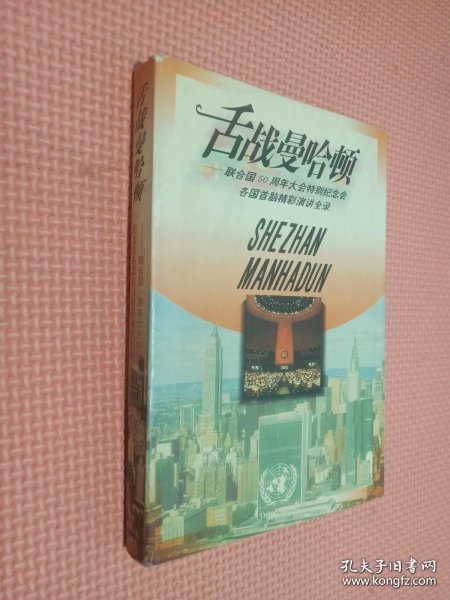 舌战曼哈顿
——联合国50周年大会特别纪念会
各国首脑精彩演讲全录
SHEZHAN
MANHADUN
舌战曼哈顿
孔夫子旧书网
www.kongfz.com